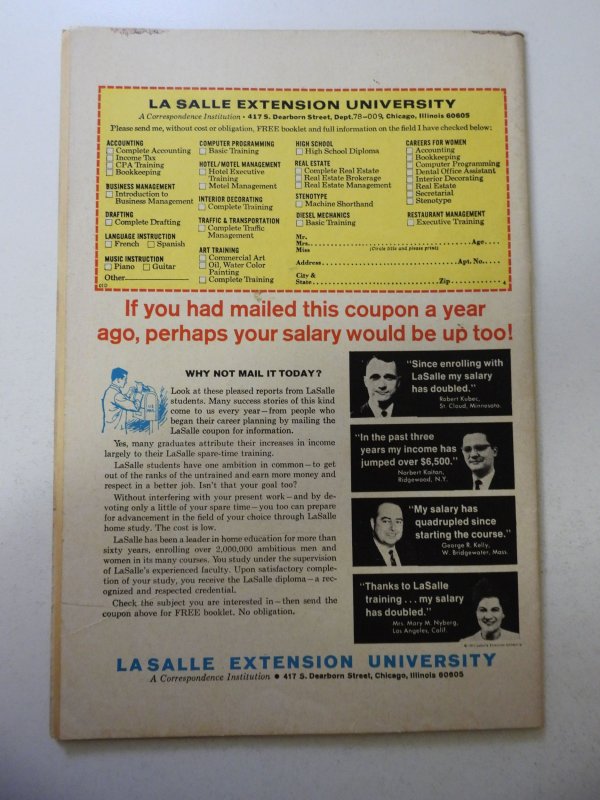 LA SALLE EXTENSION UNIVERSITY
A Correspondence Institution • 417 S. Dearborn Street, Dept. 78-009, Chicago, Illinois 60605
Please send me, without cost or obligation, FREE booklet and full information on the field I have checked below:
ACCOUNTING
Complete Accounting
Income Tax
CPA Training
Bookkeeping
BUSINESS MANAGEMENT
Introduction to
Business Management
DRAFTING
Complete Drafting
LANGUAGE INSTRUCTION
French Spanish
MUSIC INSTRUCTION
Piano Guitar
Other
COMPUTER PROGRAMMING
Basic Training
HOTEL/MOTEL MANAGEMENT
Hotel Executive
Training
Motel Management
INTERIOR DECORATING
Complete Training
TRAFFIC & TRANSPORTATION
Complete Traffic
Management
ART TRAINING
Commercial Art
Oil, Water Color
Painting
Complete Training
HIGH SCHOOL
High School Diploma
REAL ESTATE
Complete Real Estate
Real Estate Brokerage
Real Estate Management
STENOTYPE
Machine Shorthand
DIESEL MECHANICS
Basic Training
CAREERS FOR WOMEN
Accounting
Bookkeeping
Computer Programming
Dental Office Assistant
Interior Decorating
Real Estate
Secretarial
Stenotype
RESTAURANT MANAGEMENT
Executive Training
Mr.
Mrs. Age
Miss (Circle title and please print)
Address Apt. No.
City &
State Zip
If you had mailed this coupon a year
ago, perhaps your salary would be up too!
WHY NOT MAIL IT TODAY?
Look at these pleased reports from LaSalle
students. Many success stories of this kind
come to us every year—from people who
began their career planning by mailing the
LaSalle coupon for information.
Yes, many graduates attribute their increases in income
largely to their LaSalle spare-time training.
LaSalle students have one ambition in common—to get
out of the ranks of the untrained and earn more money and
respect in a better job. Isn't that your goal too?
Without interfering with your present work—and by de-
voting only a little of your spare time—you too can prepare
for advancement in the field of your choice through LaSalle
home study. The cost is low.
LaSalle has been a leader in home education for more than
sixty years, enrolling over 2,000,000 ambitious men and
women in its many courses. You study under the supervision
of LaSalle's experienced faculty. Upon satisfactory comple-
tion of your study, you receive the LaSalle diploma—a rec-
ognized and respected credential.
Check the subject you are interested in—then send the
coupon above for FREE booklet. No obligation.
"Since enrolling with
LaSalle my salary
has doubled."
Robert Kubec,
St. Cloud, Minnesota.
"In the past three
years my income has
jumped over $6,500."
Norbert Kaitan,
Ridgewood, N.Y.
"My salary has
quadrupled since
starting the course."
George R. Kelly,
W. Bridgewater, Mass.
"Thanks to LaSalle
training...my salary
has doubled."
Mrs. Mary M. Nyberg,
Los Angeles, Calif.
LA SALLE EXTENSION UNIVERSITY
A Correspondence Institution • 417 S. Dearborn Street, Chicago, Illinois 60605